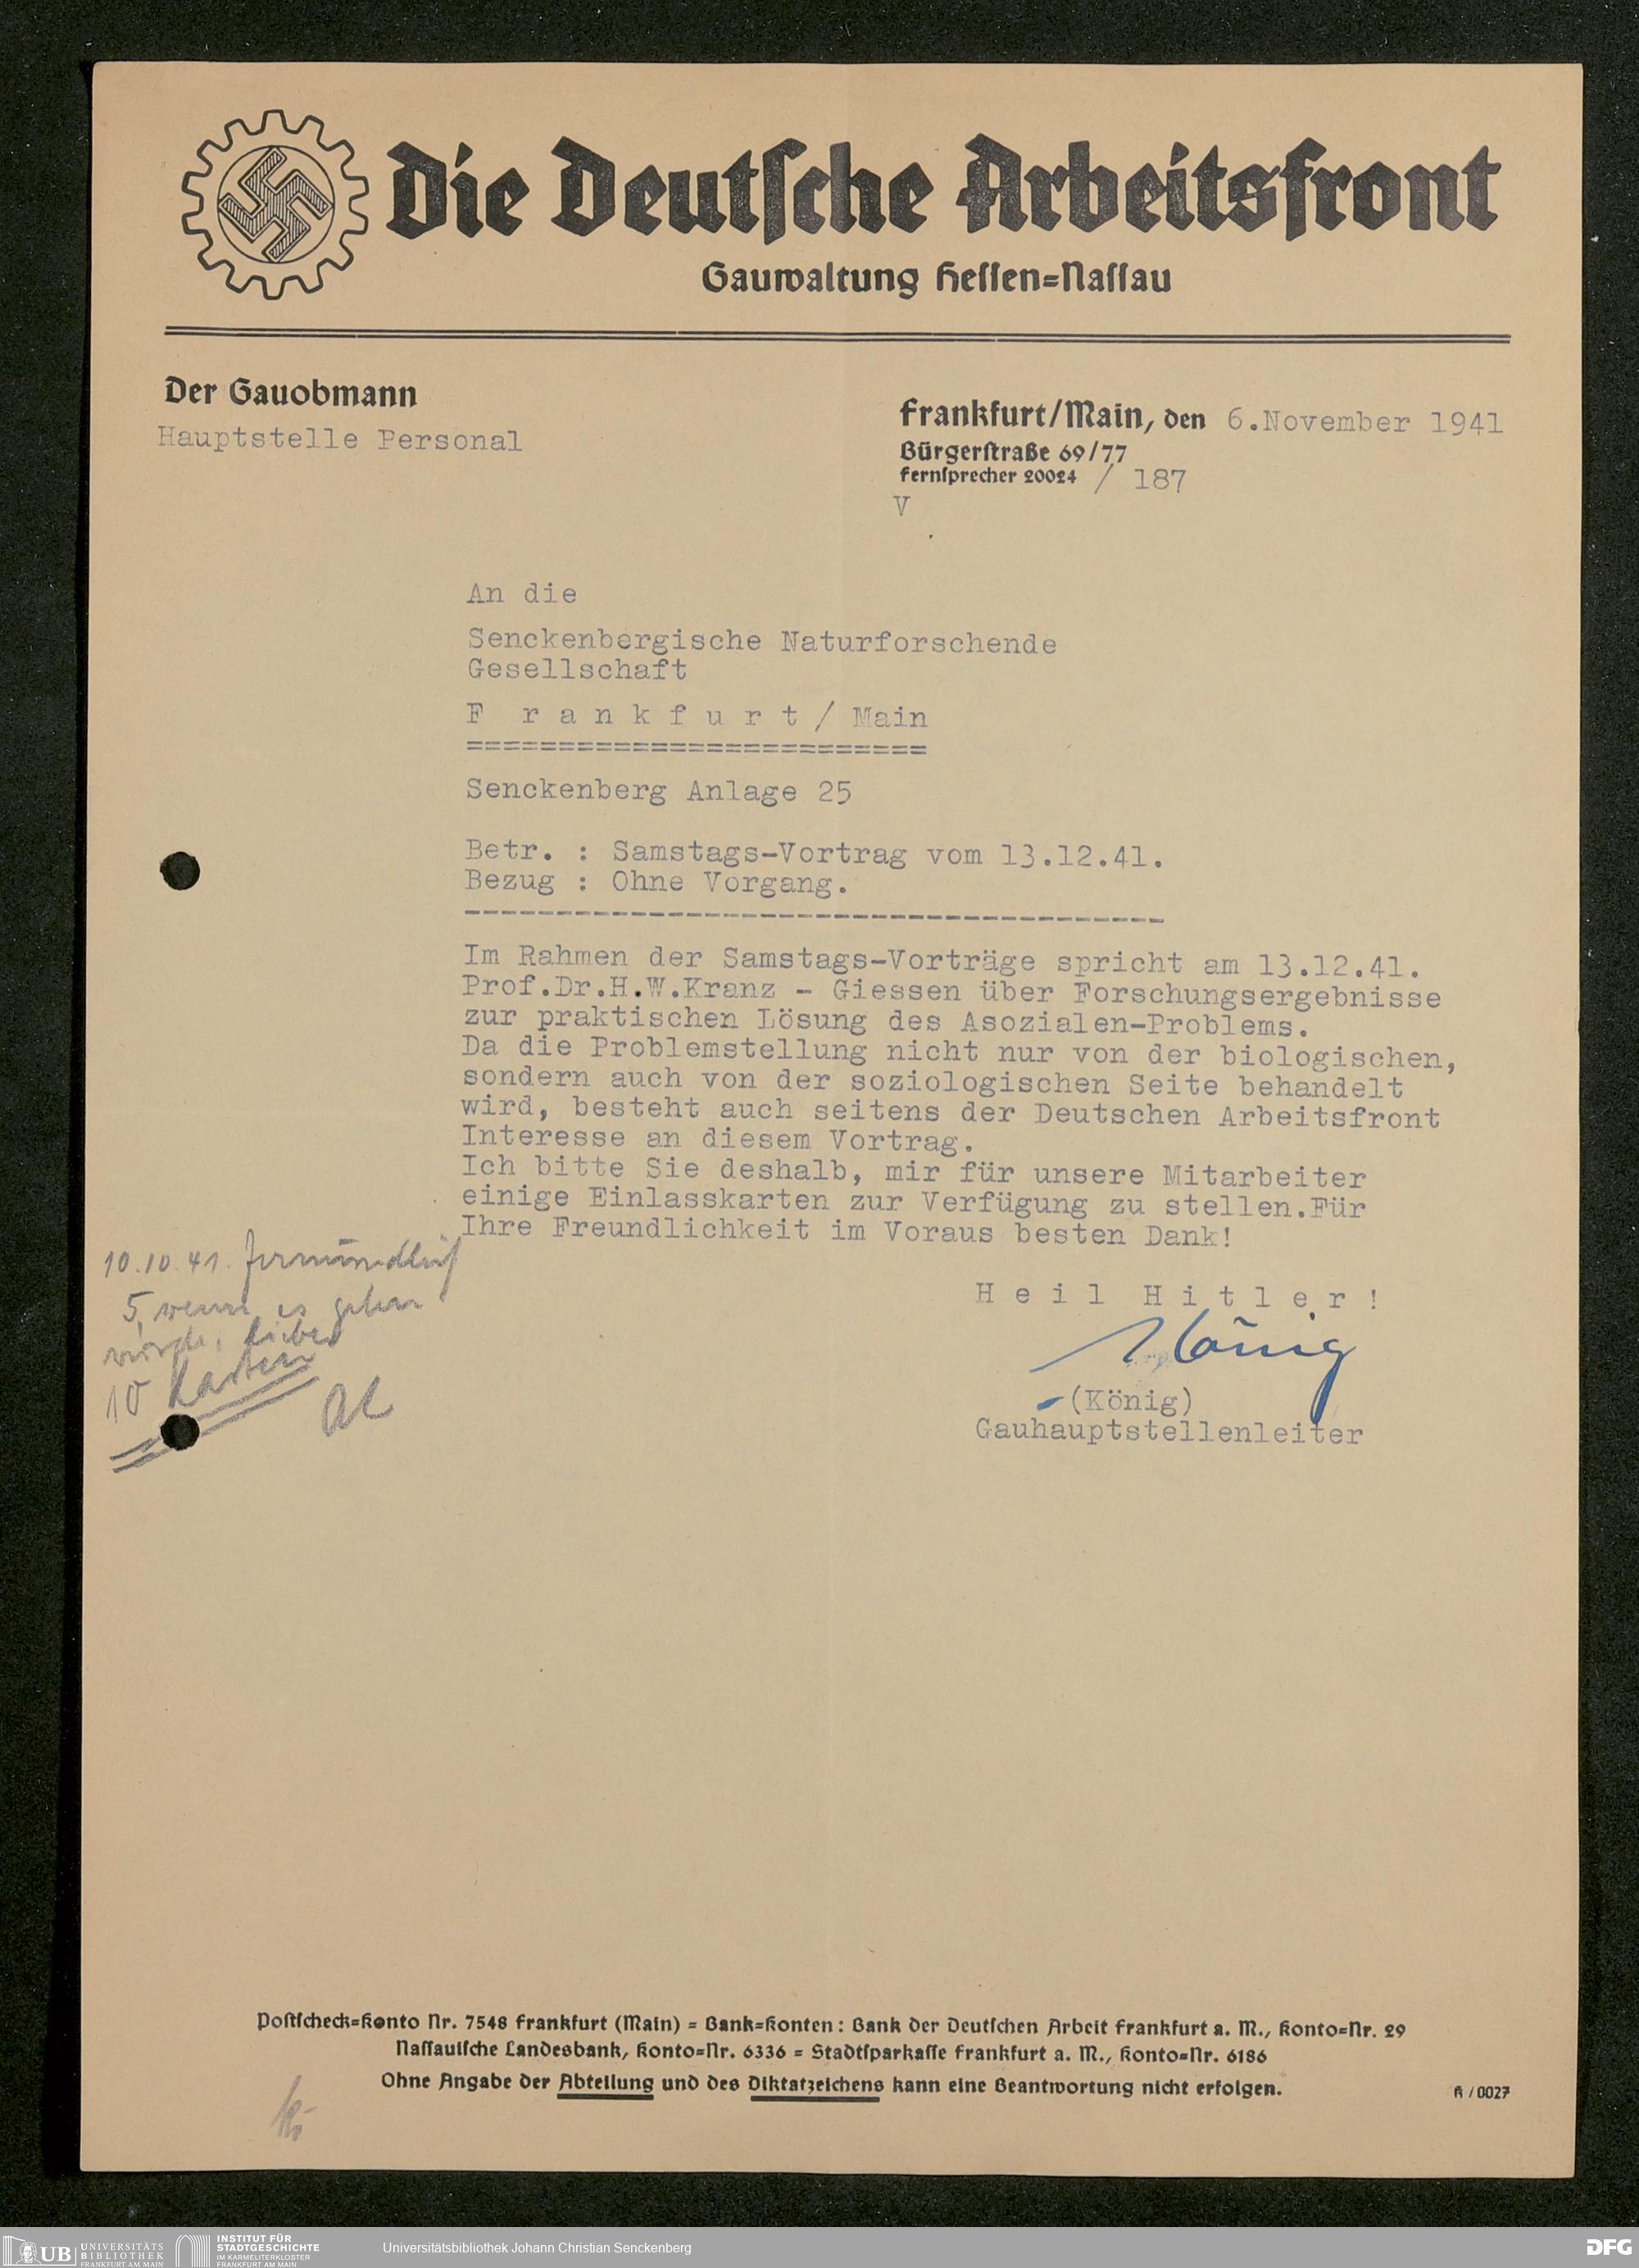 Die Deutſche Arbeitsfront
Gauwaltung Heſſen=Naſſau
Der Gauobmann
Hauptstelle Personal
Frankfurt/Main, den 6.November 1941
Bürgerſtraße 69/77
Fernſprecher 20024 / 187
V
An die
Senckenbergische Naturforschende
Gesellschaft
F r a n k f u r t / Main
==========================
Senckenberg Anlage 25
Betr. : Samstags-Vortrag vom 13.12.41.
Bezug : Ohne Vorgang.
--------------------------------------
Im Rahmen der Samstags-Vorträge spricht am 13.12.41.
Prof.Dr.H.W.Kranz - Giessen über Forschungsergebnisse
zur praktischen Lösung des Asozialen-Problems.
Da die Problemstellung nicht nur von der biologischen,
sondern auch von der soziologischen Seite behandelt
wird, besteht auch seitens der Deutschen Arbeitsfront
Interesse an diesem Vortrag.
Ich bitte Sie deshalb, mir für unsere Mitarbeiter
einige Einlasskarten zur Verfügung zu stellen.Für
Ihre Freundlichkeit im Voraus besten Dank!
10.10.41. fernmündlich
5, wenn es gehen
würde, lieber
10 Karten
H e i l H i t l e r !
König
(König)
Gauhauptstellenleiter
Poſtſcheck=Konto Nr. 7548 Frankfurt (Main) = Bank=Konten: Bank der Deutſchen Arbeit Frankfurt a. M., Konto=Nr. 29
Naſſauiſche Landesbank, Konto=Nr. 6336 = Stadtſparkaſſe Frankfurt a. M., Konto=Nr. 6186
Ohne Angabe der Abteilung und des Diktatzeichens kann eine Beantwortung nicht erfolgen.
K / 0027
UB UNIVERSITÄTS
BIBLIOTHEK
FRANKFURT AM MAIN
INSTITUT FÜR
STADTGESCHICHTE
IM KARMELITERKLOSTER
FRANKFURT AM MAIN
Universitätsbibliothek Johann Christian Senckenberg
DFG